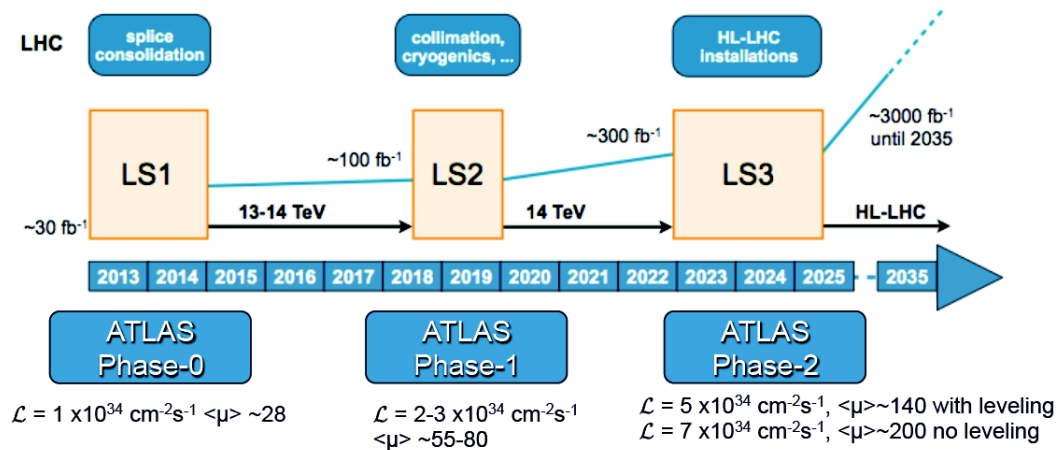 LHC
splice
consolidation
collimation,
cryogenics, ...
HL-LHC
installations
LS1
LS2
LS3
~30 fb⁻¹
~100 fb⁻¹
~300 fb⁻¹
~3000 fb⁻¹
until 2035
13-14 TeV
14 TeV
HL-LHC
2013 2014 2015 2016 2017 2018 2019 2020 2021 2022 2023 2024 2025 2035
ATLAS
Phase-0
ATLAS
Phase-1
ATLAS
Phase-2
ℒ = 1 x10³⁴ cm⁻²s⁻¹ <μ> ~28
ℒ = 2-3 x10³⁴ cm⁻²s⁻¹
<μ> ~55-80
ℒ = 5 x10³⁴ cm⁻²s⁻¹, <μ>~140 with leveling
ℒ = 7 x10³⁴ cm⁻²s⁻¹, <μ>~200 no leveling